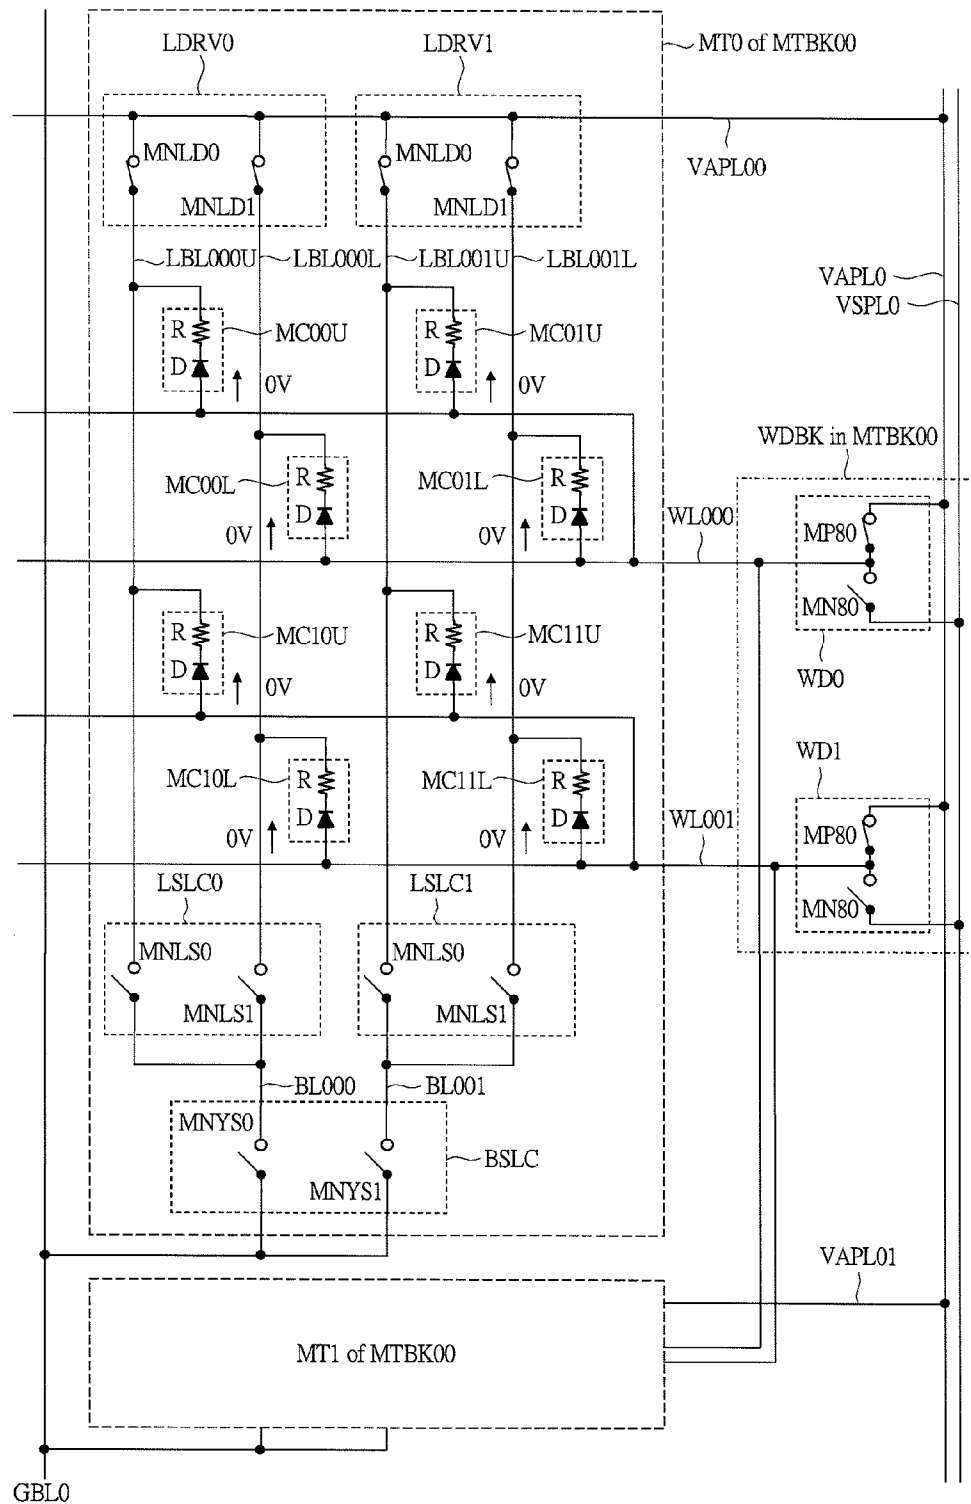 LDRV0
LDRV1
MT0 of MTBK00
MNLD0
MNLD1
MNLD0
MNLD1
VAPL00
LBL000U
LBL000L
LBL001U
LBL001L
VAPL0
VSPL0
R
D
MC00U
0V
R
D
MC01U
0V
WDBK in MTBK00
MC00L
R
D
0V
MC01L
R
D
0V
WL000
MP80
MN80
WD0
R
D
MC10U
0V
R
D
MC11U
0V
WD1
MC10L
R
D
0V
MC11L
R
D
0V
WL001
MP80
MN80
LSLC0
LSLC1
MNLS0
MNLS1
MNLS0
MNLS1
BL000
BL001
MNYS0
MNYS1
BSLC
VAPL01
MT1 of MTBK00
GBL0